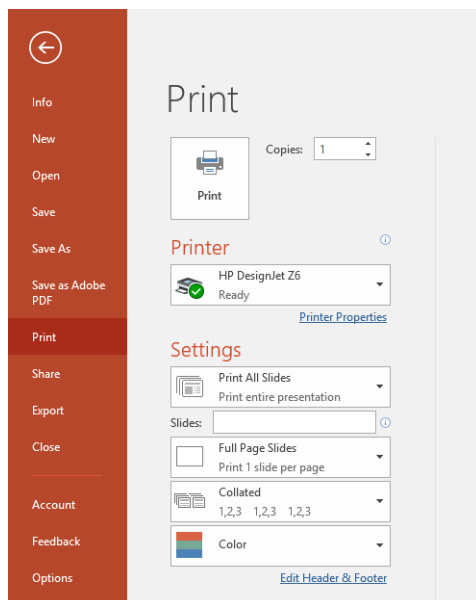 Info
New
Open
Save
Save As
Save as Adobe
PDF
Print
Share
Export
Close
Account
Feedback
Options
Print
Copies: 1
Print
Printer
HP DesignJet Z6
Ready
Printer Properties
Settings
Print All Slides
Print entire presentation
Slides:
Full Page Slides
Print 1 slide per page
Collated
1,2,3 1,2,3 1,2,3
Color
Edit Header & Footer